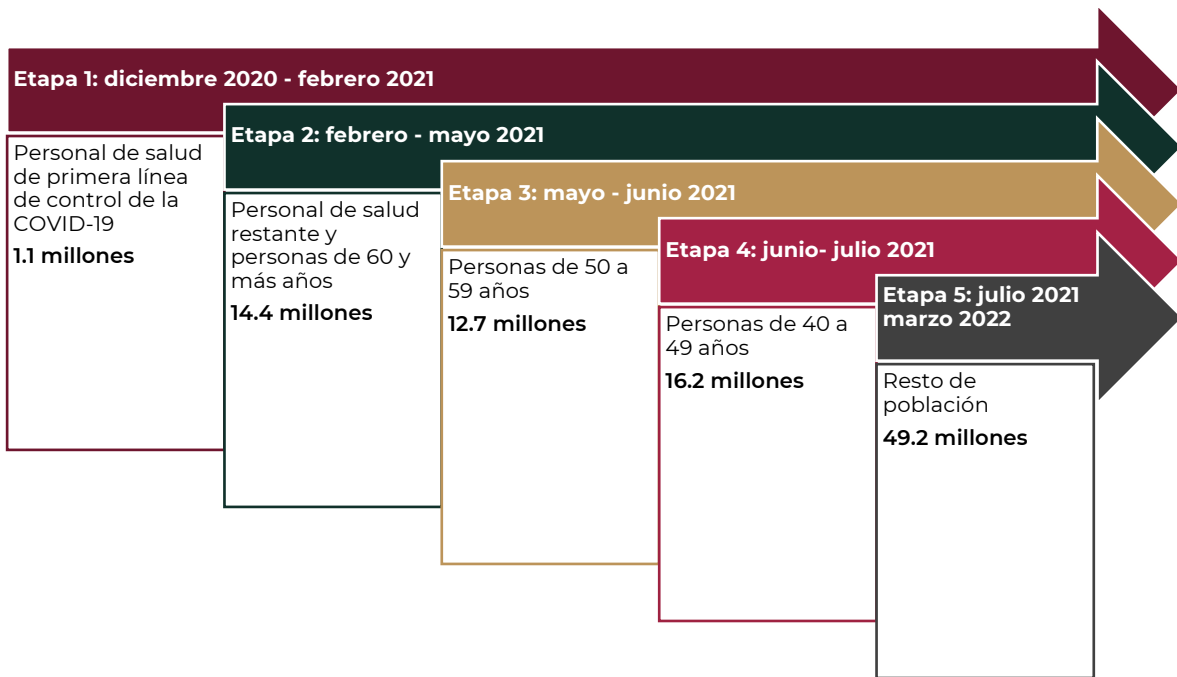 Etapa 1: diciembre 2020 - febrero 2021
Personal de salud
de primera línea
de control de la
COVID-19
1.1 millones
Etapa 2: febrero - mayo 2021
Personal de salud
restante y
personas de 60 y
más años
14.4 millones
Etapa 3: mayo - junio 2021
Personas de 50 a
59 años
12.7 millones
Etapa 4: junio- julio 2021
Personas de 40 a
49 años
16.2 millones
Etapa 5: julio 2021
marzo 2022
Resto de
población
49.2 millones